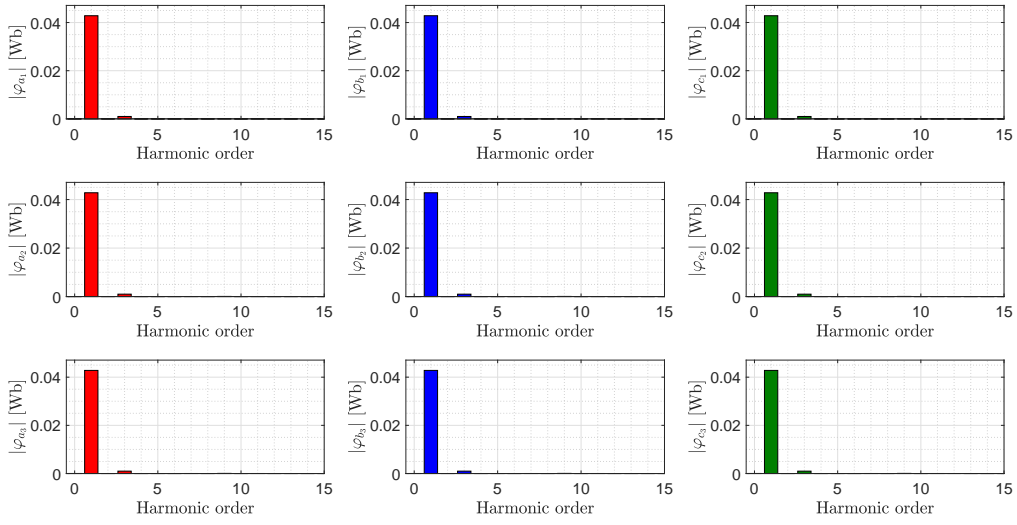 |φa1| [Wb]
0.04
0.02
0
0 5 10 15
Harmonic order
|φb1| [Wb]
0.04
0.02
0
0 5 10 15
Harmonic order
|φc1| [Wb]
0.04
0.02
0
0 5 10 15
Harmonic order
|φa2| [Wb]
0.04
0.02
0
0 5 10 15
Harmonic order
|φb2| [Wb]
0.04
0.02
0
0 5 10 15
Harmonic order
|φc2| [Wb]
0.04
0.02
0
0 5 10 15
Harmonic order
|φa3| [Wb]
0.04
0.02
0
0 5 10 15
Harmonic order
|φb3| [Wb]
0.04
0.02
0
0 5 10 15
Harmonic order
|φc3| [Wb]
0.04
0.02
0
0 5 10 15
Harmonic order